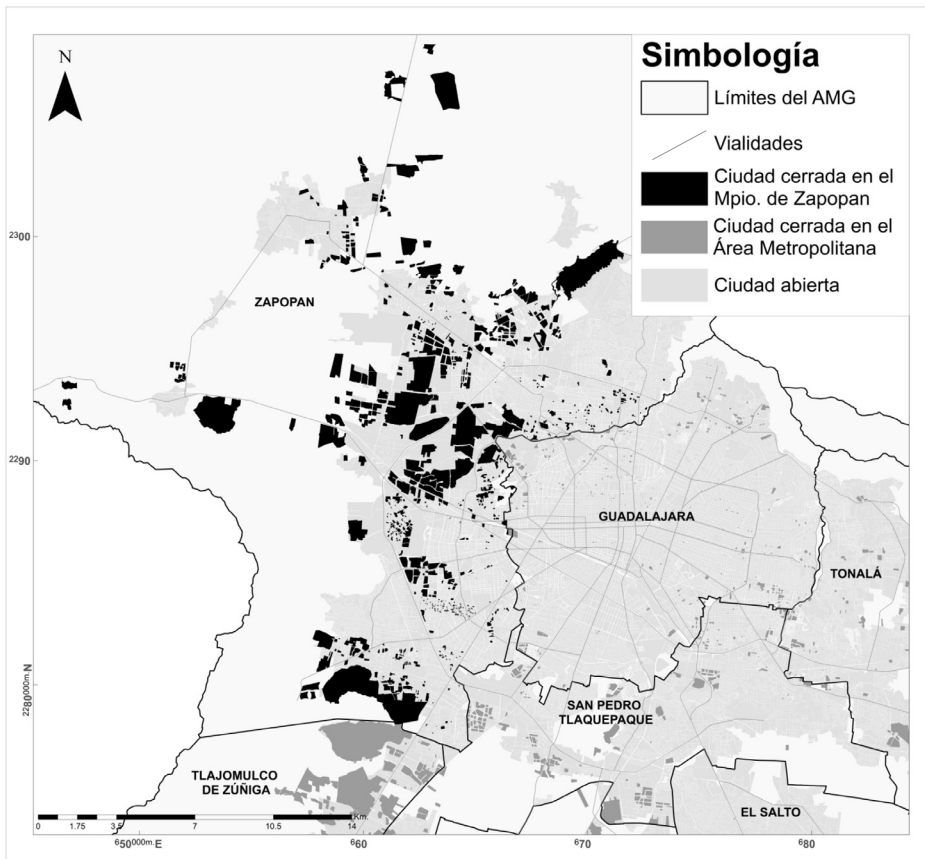 N
Simbología
Límites del AMG
Vialidades
Ciudad cerrada en el
Mpio. de Zapopan
Ciudad cerrada en el
Área Metropolitana
Ciudad abierta
2300
ZAPOPAN
2290
GUADALAJARA
TONALÁ
2280000m.N
SAN PEDRO
TLAQUEPAQUE
TLAJOMULCO
DE ZÚÑIGA
EL SALTO
Km.
0 1.75 3.5 7 10.5 14
650000m.E 660 670 680